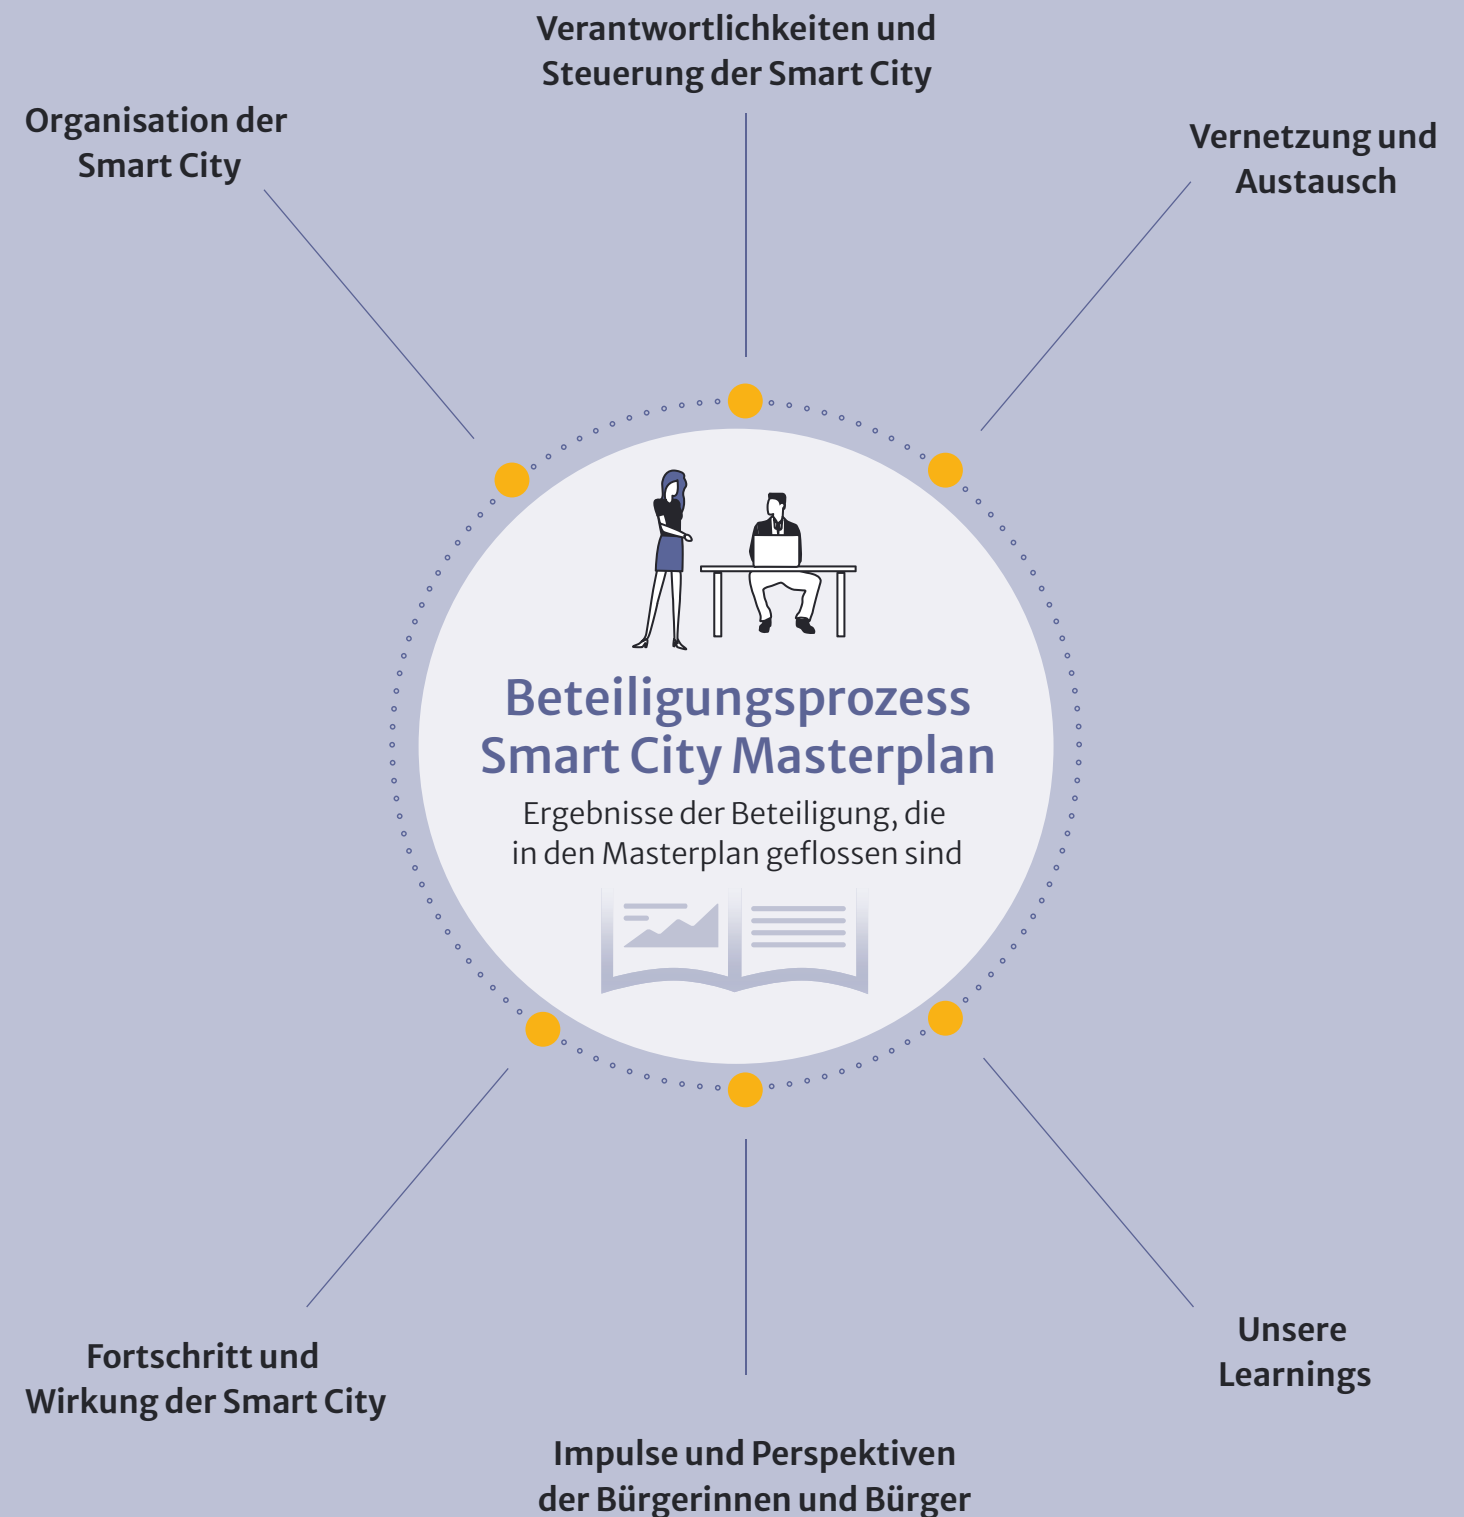 Verantwortlichkeiten und
Steuerung der Smart City
Organisation der
Smart City
Vernetzung und
Austausch
Beteiligungsprozess
Smart City Masterplan
Ergebnisse der Beteiligung, die
in den Masterplan geflossen sind
Fortschritt und
Wirkung der Smart City
Unsere
Learnings
Impulse und Perspektiven
der Bürgerinnen und Bürger